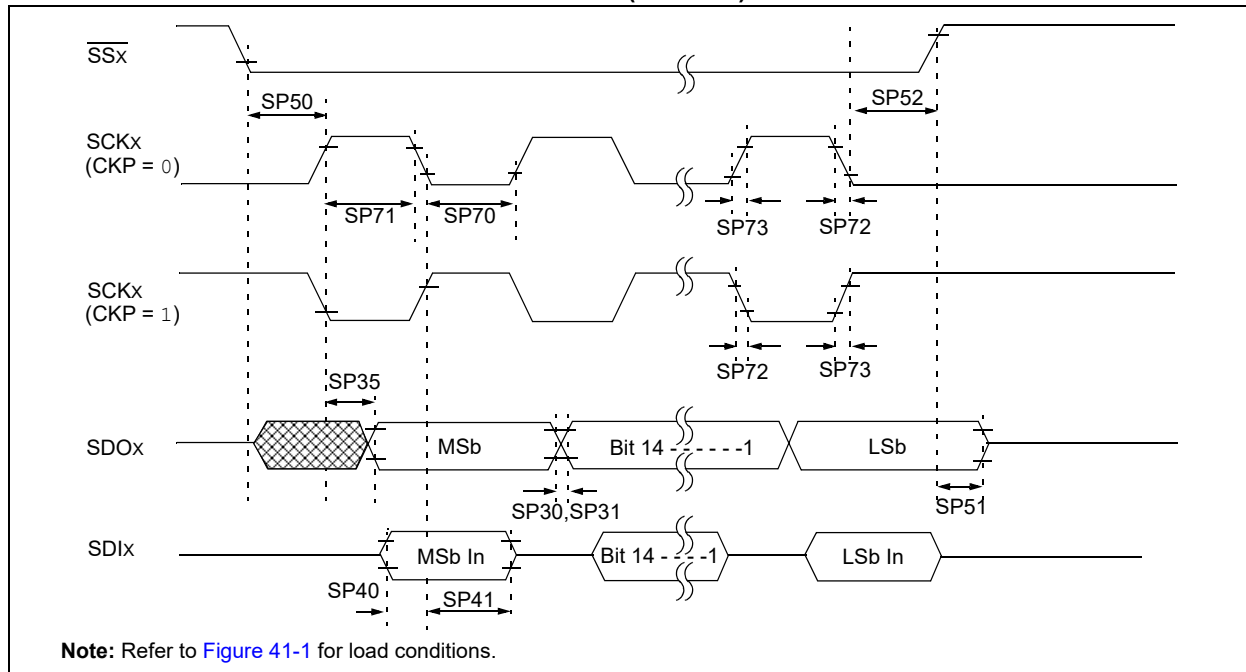 SSX
SP50
SP52
SCKX
(CKP = 0)
SP71
SP70
SP73
SP72
SCKX
(CKP = 1)
SP72
SP73
SP35
SDOX
MSb
Bit 14 - - - - - -1
LSb
SP30,SP31
SP51
SDIX
MSb In
Bit 14 - - - -1
LSb In
SP40
SP41
Note: Refer to Figure 41-1 for load conditions.